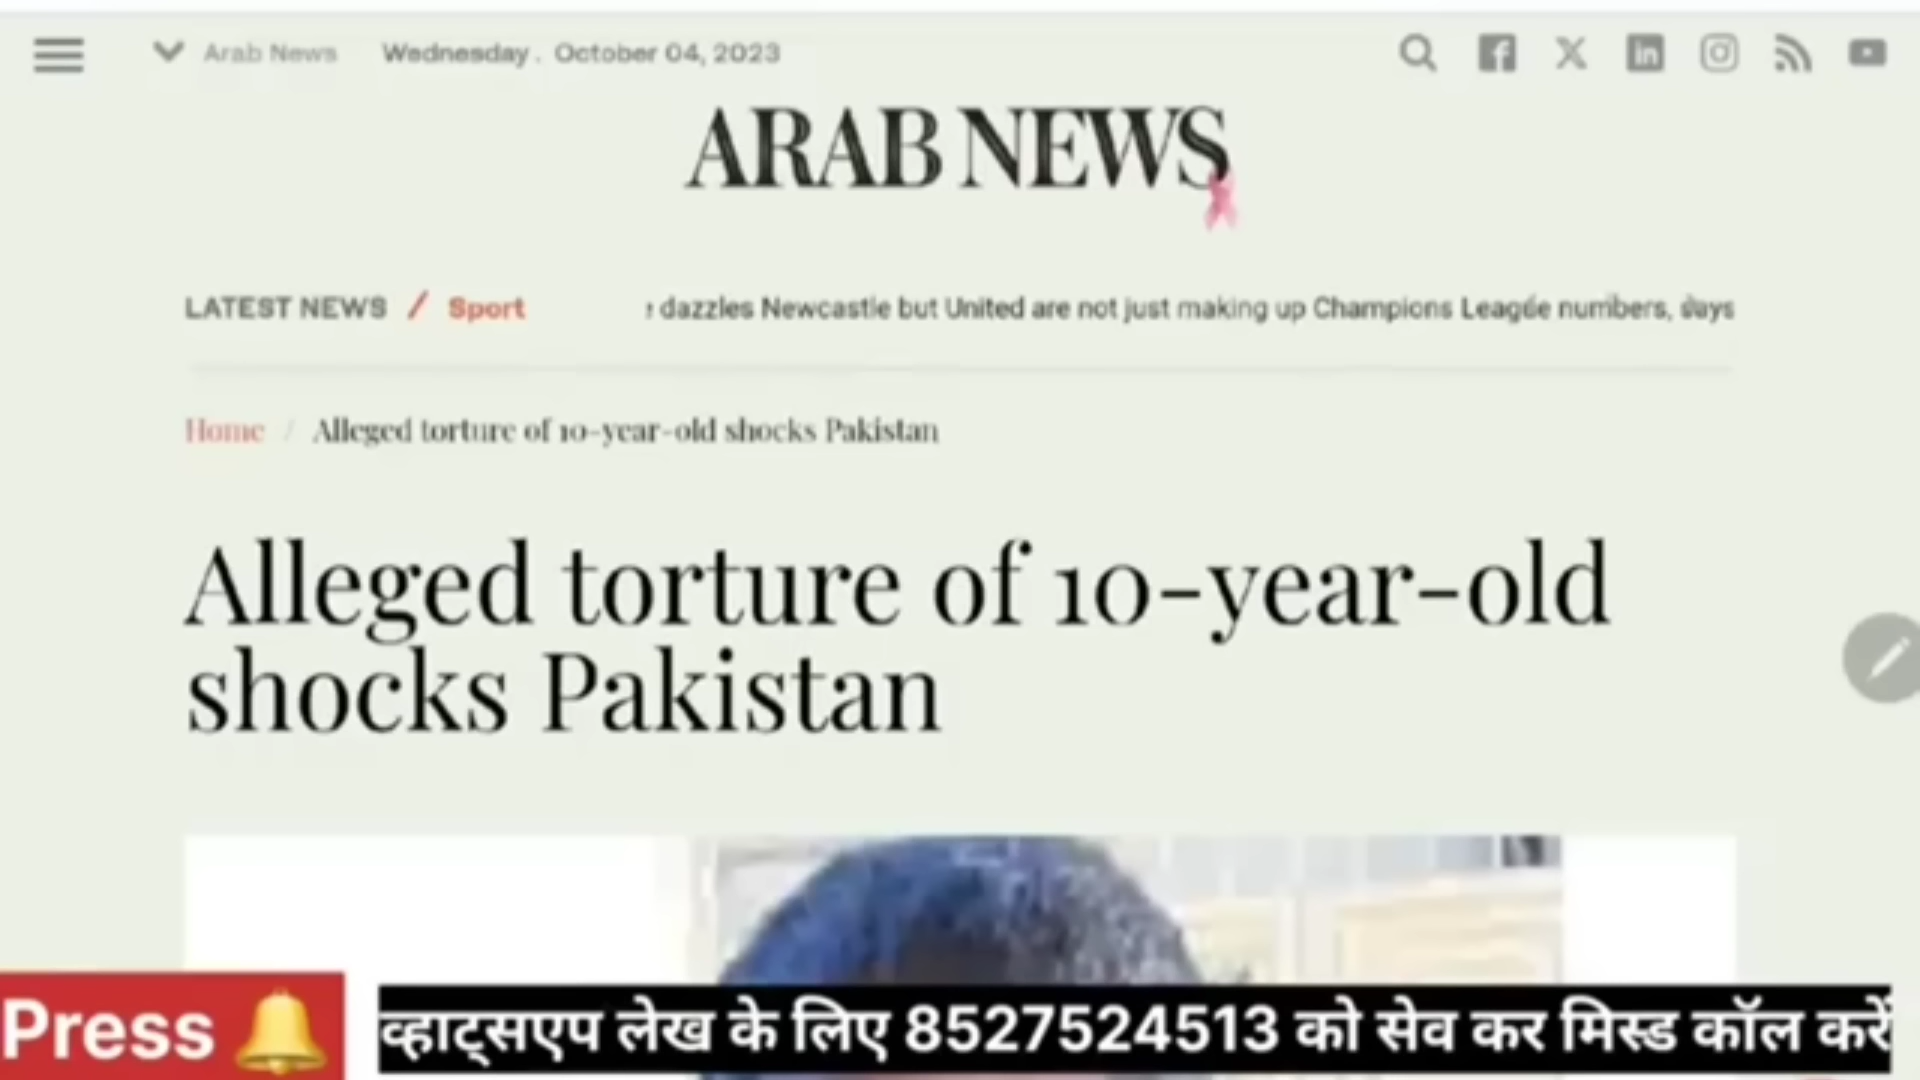 Arab News Wednesday . October 04, 2023
ARAB NEWS
LATEST NEWS / Sport dazzles Newcastle but United are not just making up Champions League numbers, says
Home / Alleged torture of 10-year-old shocks Pakistan
Alleged torture of 10-year-old
shocks Pakistan
Press
व्हाट्सएप लेख के लिए 8527524513 को सेव कर मिस्ड कॉल करें